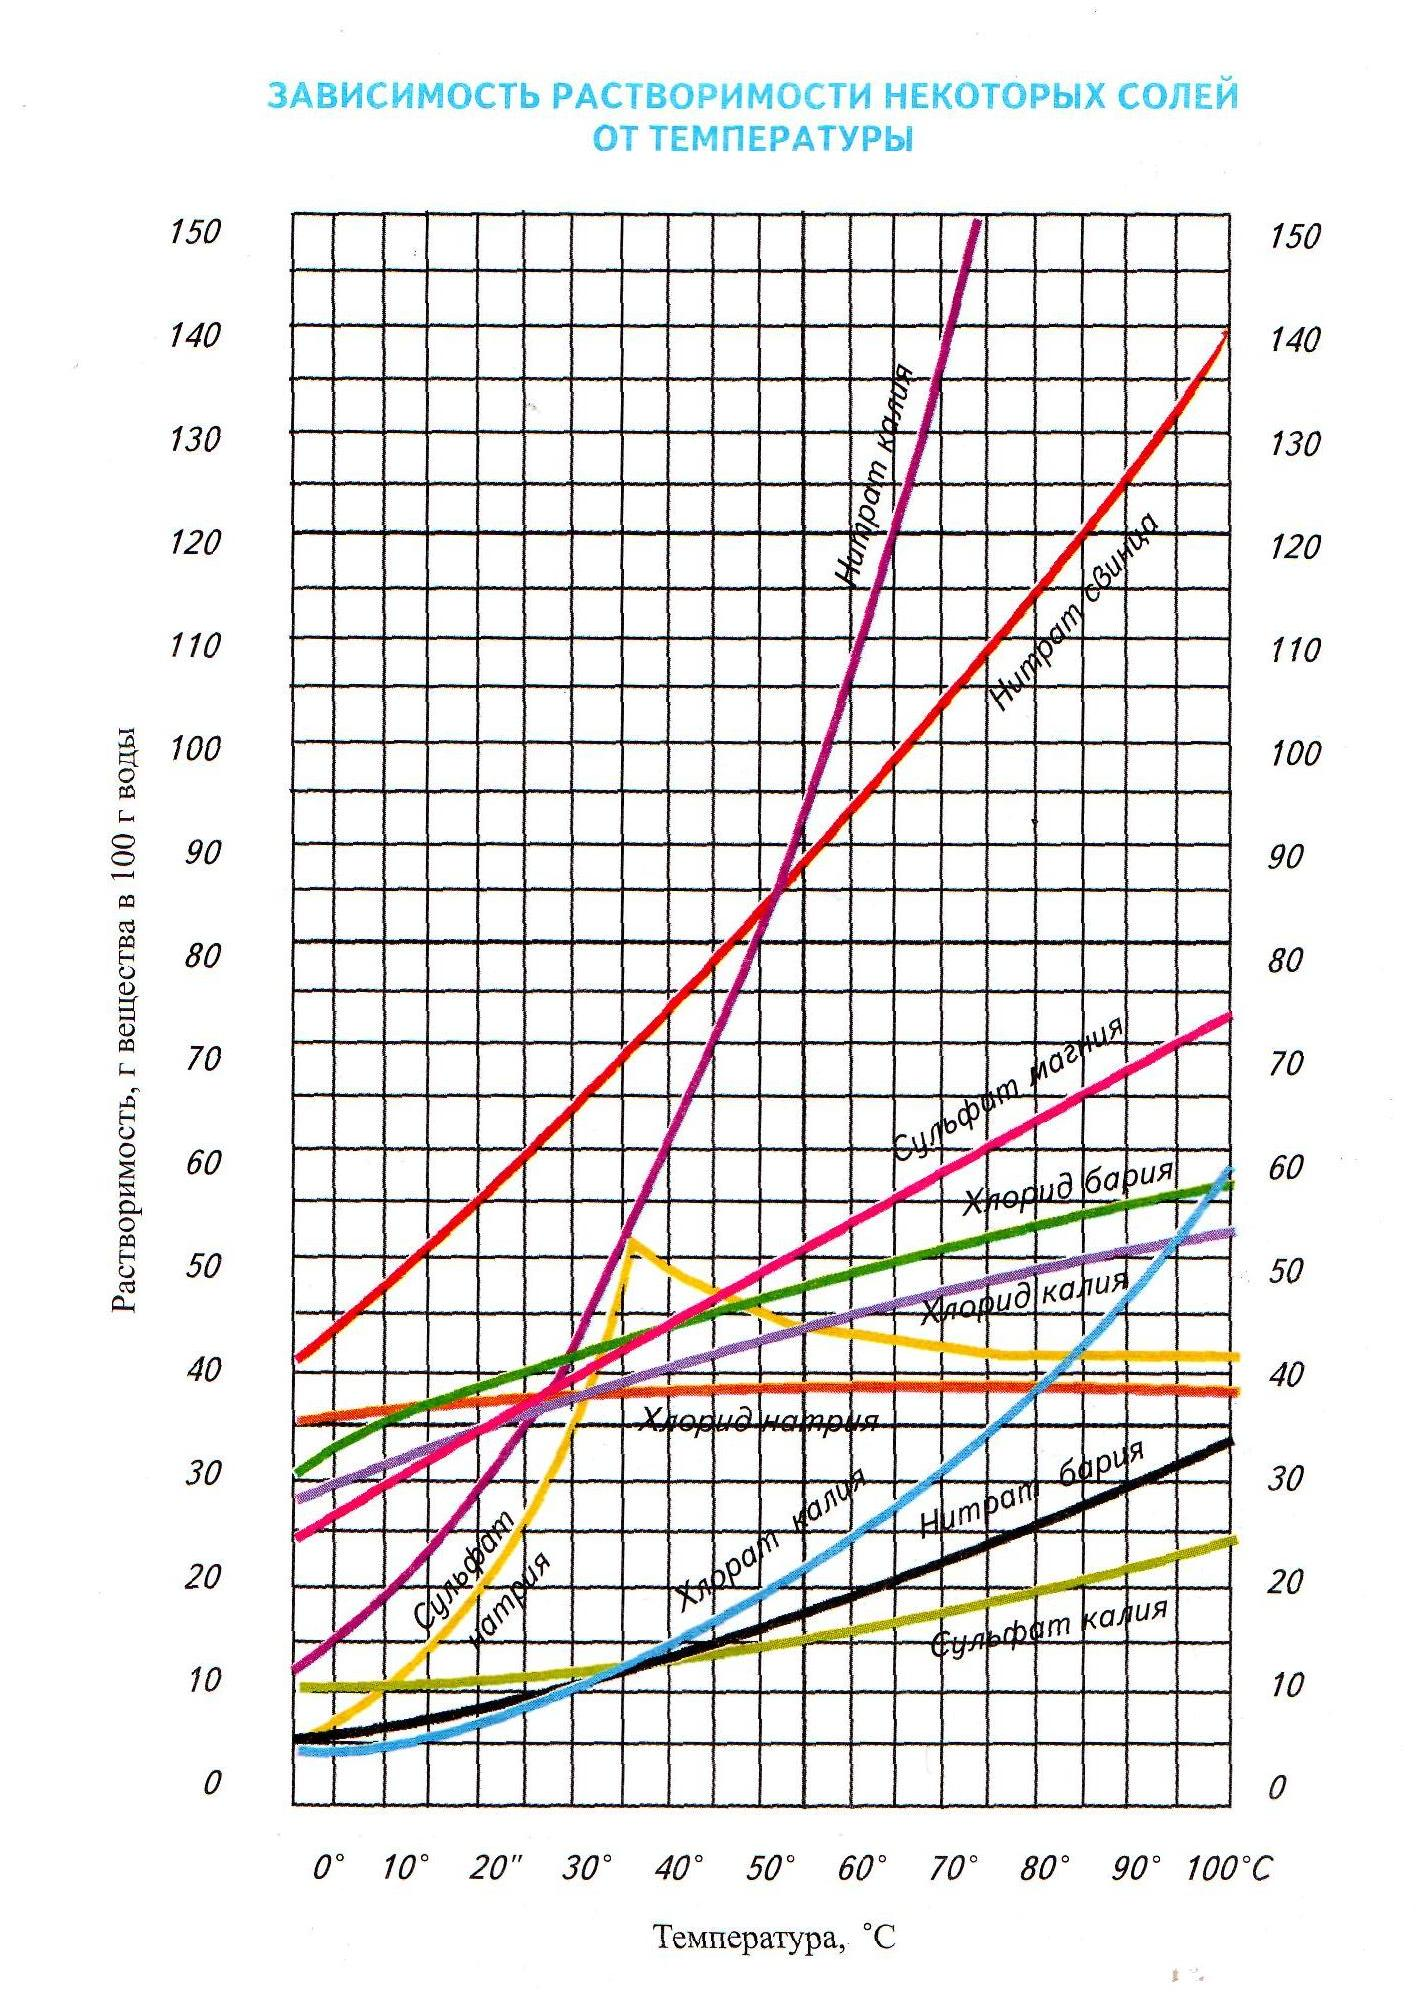 ЗАВИСИМОСТЬ РАСТВОРИМОСТИ НЕКОТОРЫХ СОЛЕЙ
ОТ ТЕМПЕРАТУРЫ
Растворимость, г вещества в 100 г воды
150
140
130
120
110
100
90
80
70
60
50
40
30
20
10
0
Нитрат калия
Нитрат свинца
Сульфат магния
Хлорид бария
Хлорид калия
Хлорид натрия
Хлорат калия
Нитрат бария
Сульфат калия
Сульфат
натрия
150
140
130
120
110
100
90
80
70
60
50
40
30
20
10
0
0° 10° 20" 30° 40° 50° 60° 70° 80° 90° 100°C
Температура, °С